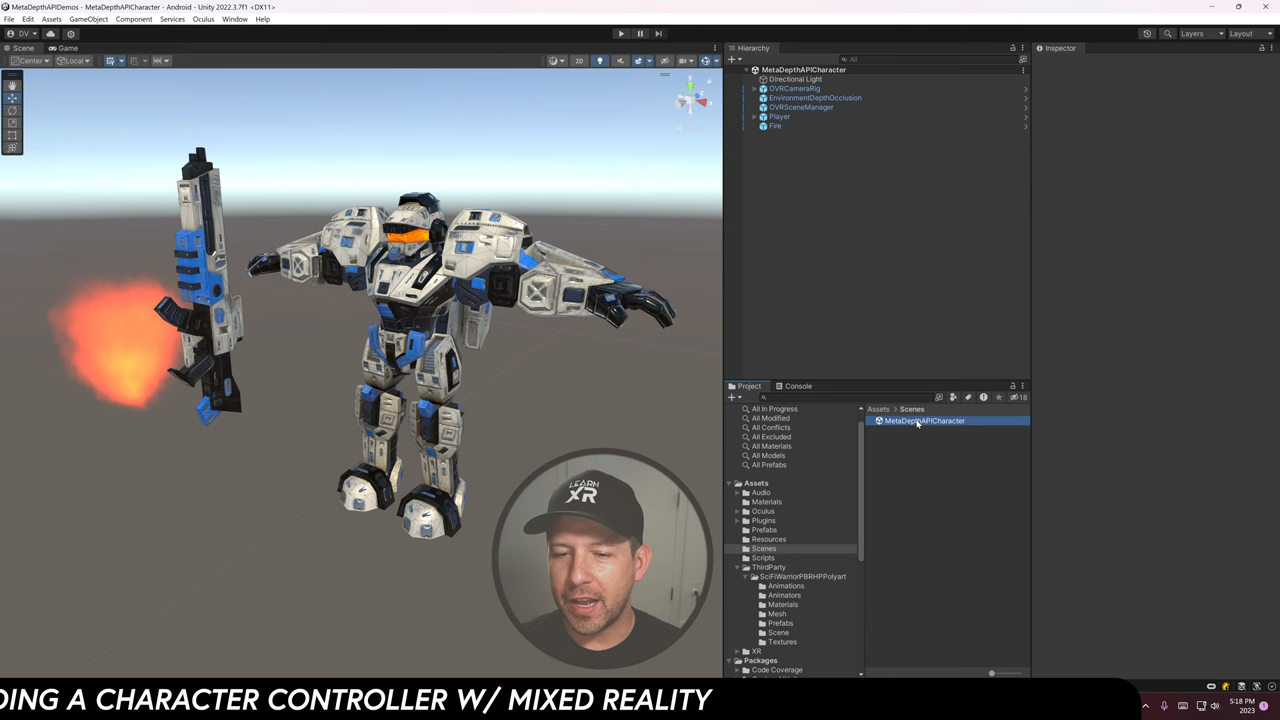 MetaDepthAPIDemos - MetaDepthAPICharacter - Android - Unity 2022.3.7f1 <DX11>
File Edit Assets GameObject Component Services Oculus Window Help
DV
Layers Layout
Scene Game
Center Local 2D
Hierarchy
All
MetaDepthAPICharacter
Directional Light
OVRCameraRig
EnvironmentDepthOcclusion
OVRSceneManager
Player
Fire
Inspector
Project Console
18
All In Progress
All Modified
All Conflicts
All Excluded
All Materials
All Models
All Prefabs
Assets
Audio
Materials
Oculus
Plugins
Prefabs
Resources
Scenes
Scripts
ThirdParty
SciFiWarriorPBRHPPolyart
Animations
Animators
Materials
Mesh
Prefabs
Scene
Textures
XR
Packages
Code Coverage
Assets > Scenes
MetaDepthAPICharacter
LEARN
XR
DING A CHARACTER CONTROLLER W/ MIXED REALITY
5:18 PM
2023